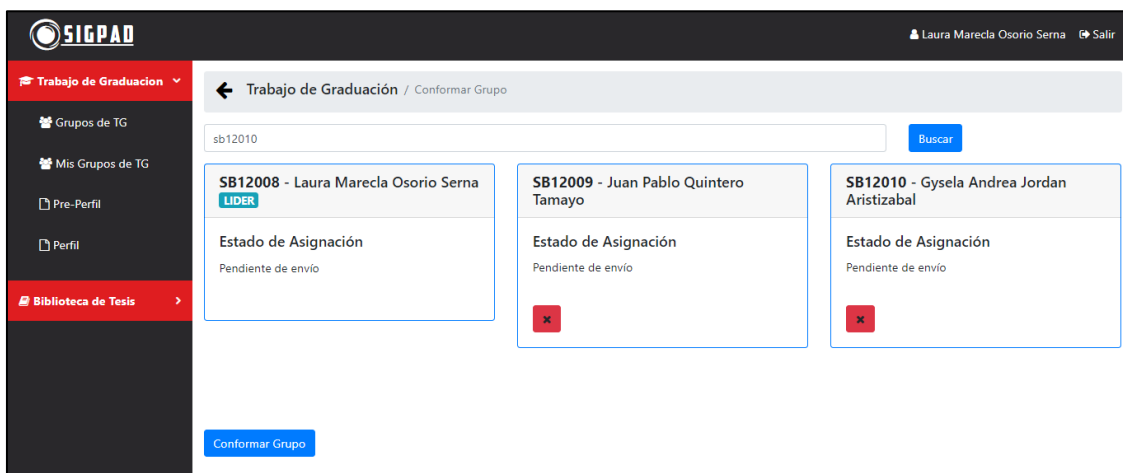 SIGPAD
Laura Marecla Osorio Serna Salir
Trabajo de Graduacion
Grupos de TG
Mis Grupos de TG
Pre-Perfil
Perfil
Biblioteca de Tesis
Trabajo de Graduación / Conformar Grupo
sb12010
Buscar
SB12008 - Laura Marecla Osorio Serna
LIDER
Estado de Asignación
Pendiente de envío
SB12009 - Juan Pablo Quintero
Tamayo
Estado de Asignación
Pendiente de envío
SB12010 - Gysela Andrea Jordan
Aristizabal
Estado de Asignación
Pendiente de envío
Conformar Grupo